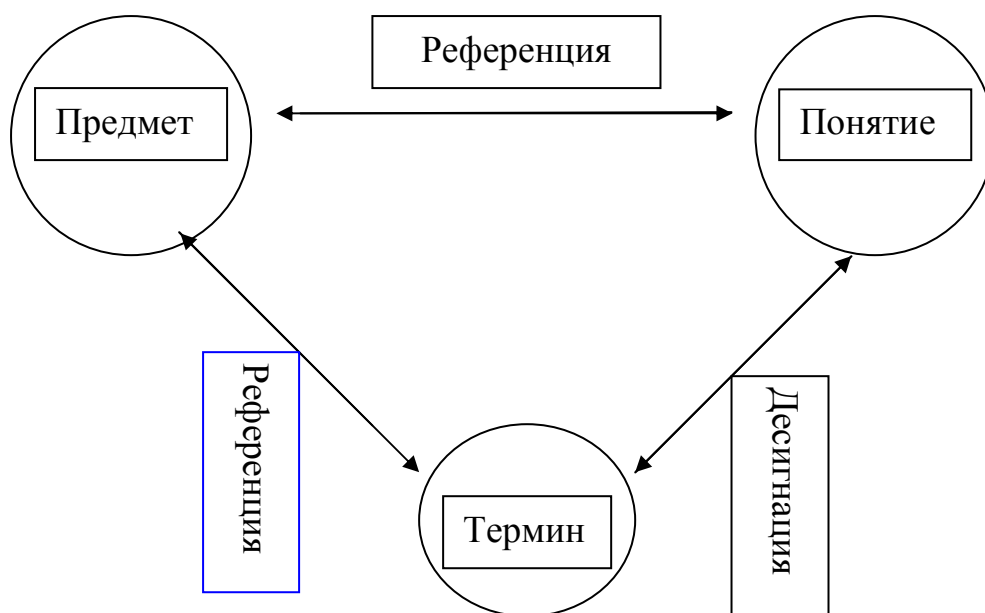 Референция
Предмет
Понятие
Референция
Десигнация
Термин